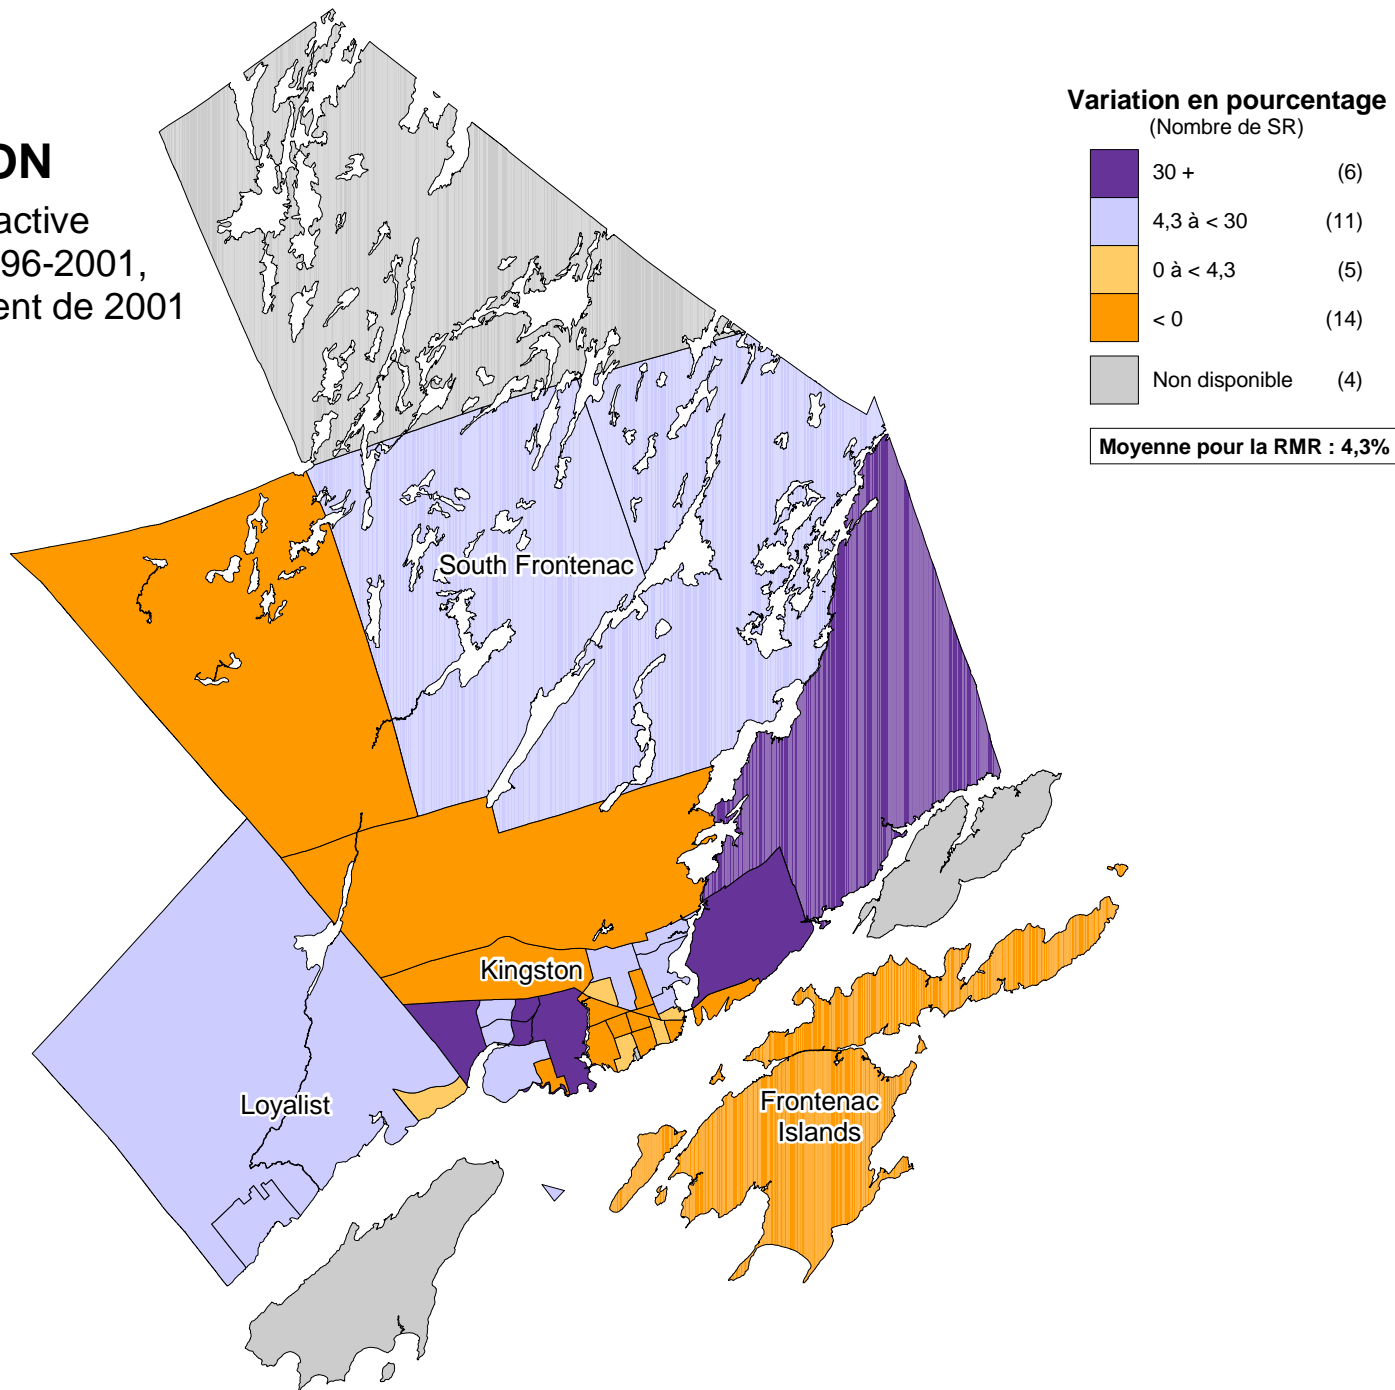 ON
active
96-2001,
ent de 2001
Variation en pourcentage
(Nombre de SR)
30 + (6)
4,3 à < 30 (11)
0 à < 4,3 (5)
< 0 (14)
Non disponible (4)
Moyenne pour la RMR : 4,3%
South Frontenac
Kingston
Loyalist
Frontenac
Islands